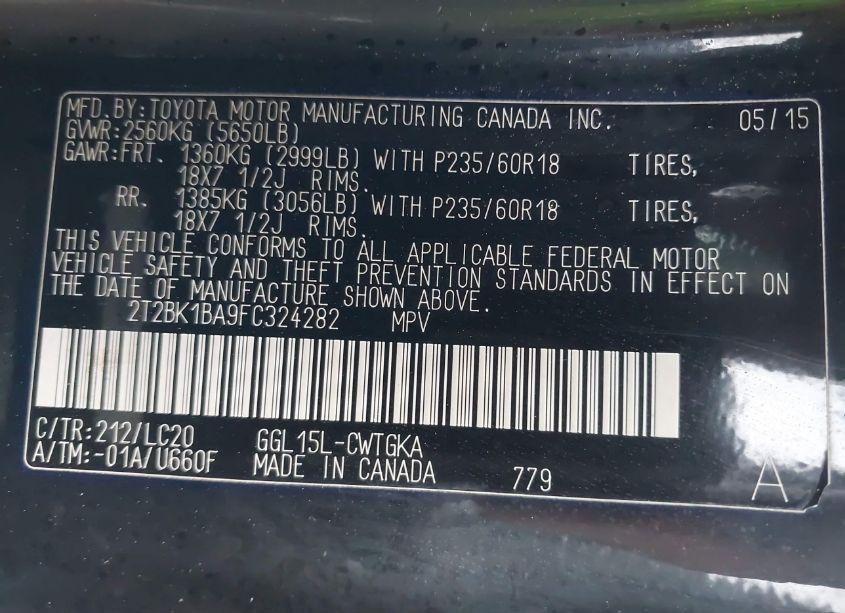 MFD. BY: TOYOTA MOTOR MANUFACTURING CANADA INC. 05/15
GVWR: 2560KG (5650LB)
GAWR: FRT. 1360KG (2999LB) WITH P235/60R18 TIRES,
18X7 1/2J RIMS.
RR. 1385KG (3056LB) WITH P235/60R18 TIRES,
18X7 1/2J RIMS.
THIS VEHICLE CONFORMS TO ALL APPLICABLE FEDERAL MOTOR
VEHICLE SAFETY AND THEFT PREVENTION STANDARDS IN EFFECT ON
THE DATE OF MANUFACTURE SHOWN ABOVE.
2T2BK1BA9FC324282 MPV
C/TR: 212/LC20 GGL15L-CWTGKA
A/TM: -01A/U660F MADE IN CANADA 779 A